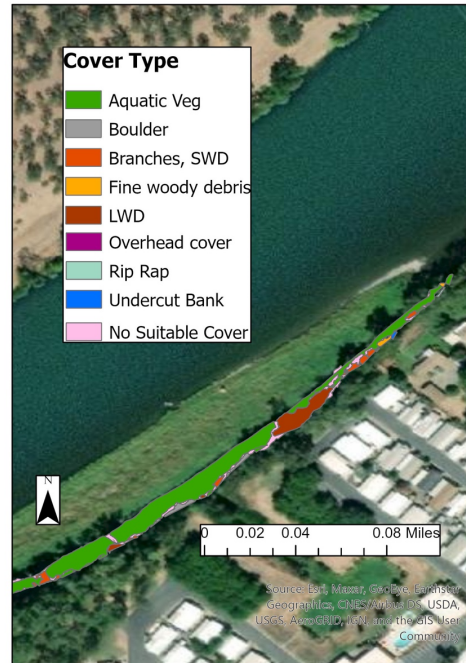 Cover Type
Aquatic Veg
Boulder
Branches, SWD
Fine woody debris
LWD
Overhead cover
Rip Rap
Undercut Bank
No Suitable Cover
N
0 0.02 0.04 0.08 Miles
Source: Esri, Maxar, GeoEye, Earthstar
Geographics, CNES/Airbus DS, USDA,
USGS, AeroGRID, IGN, and the GIS User
Community